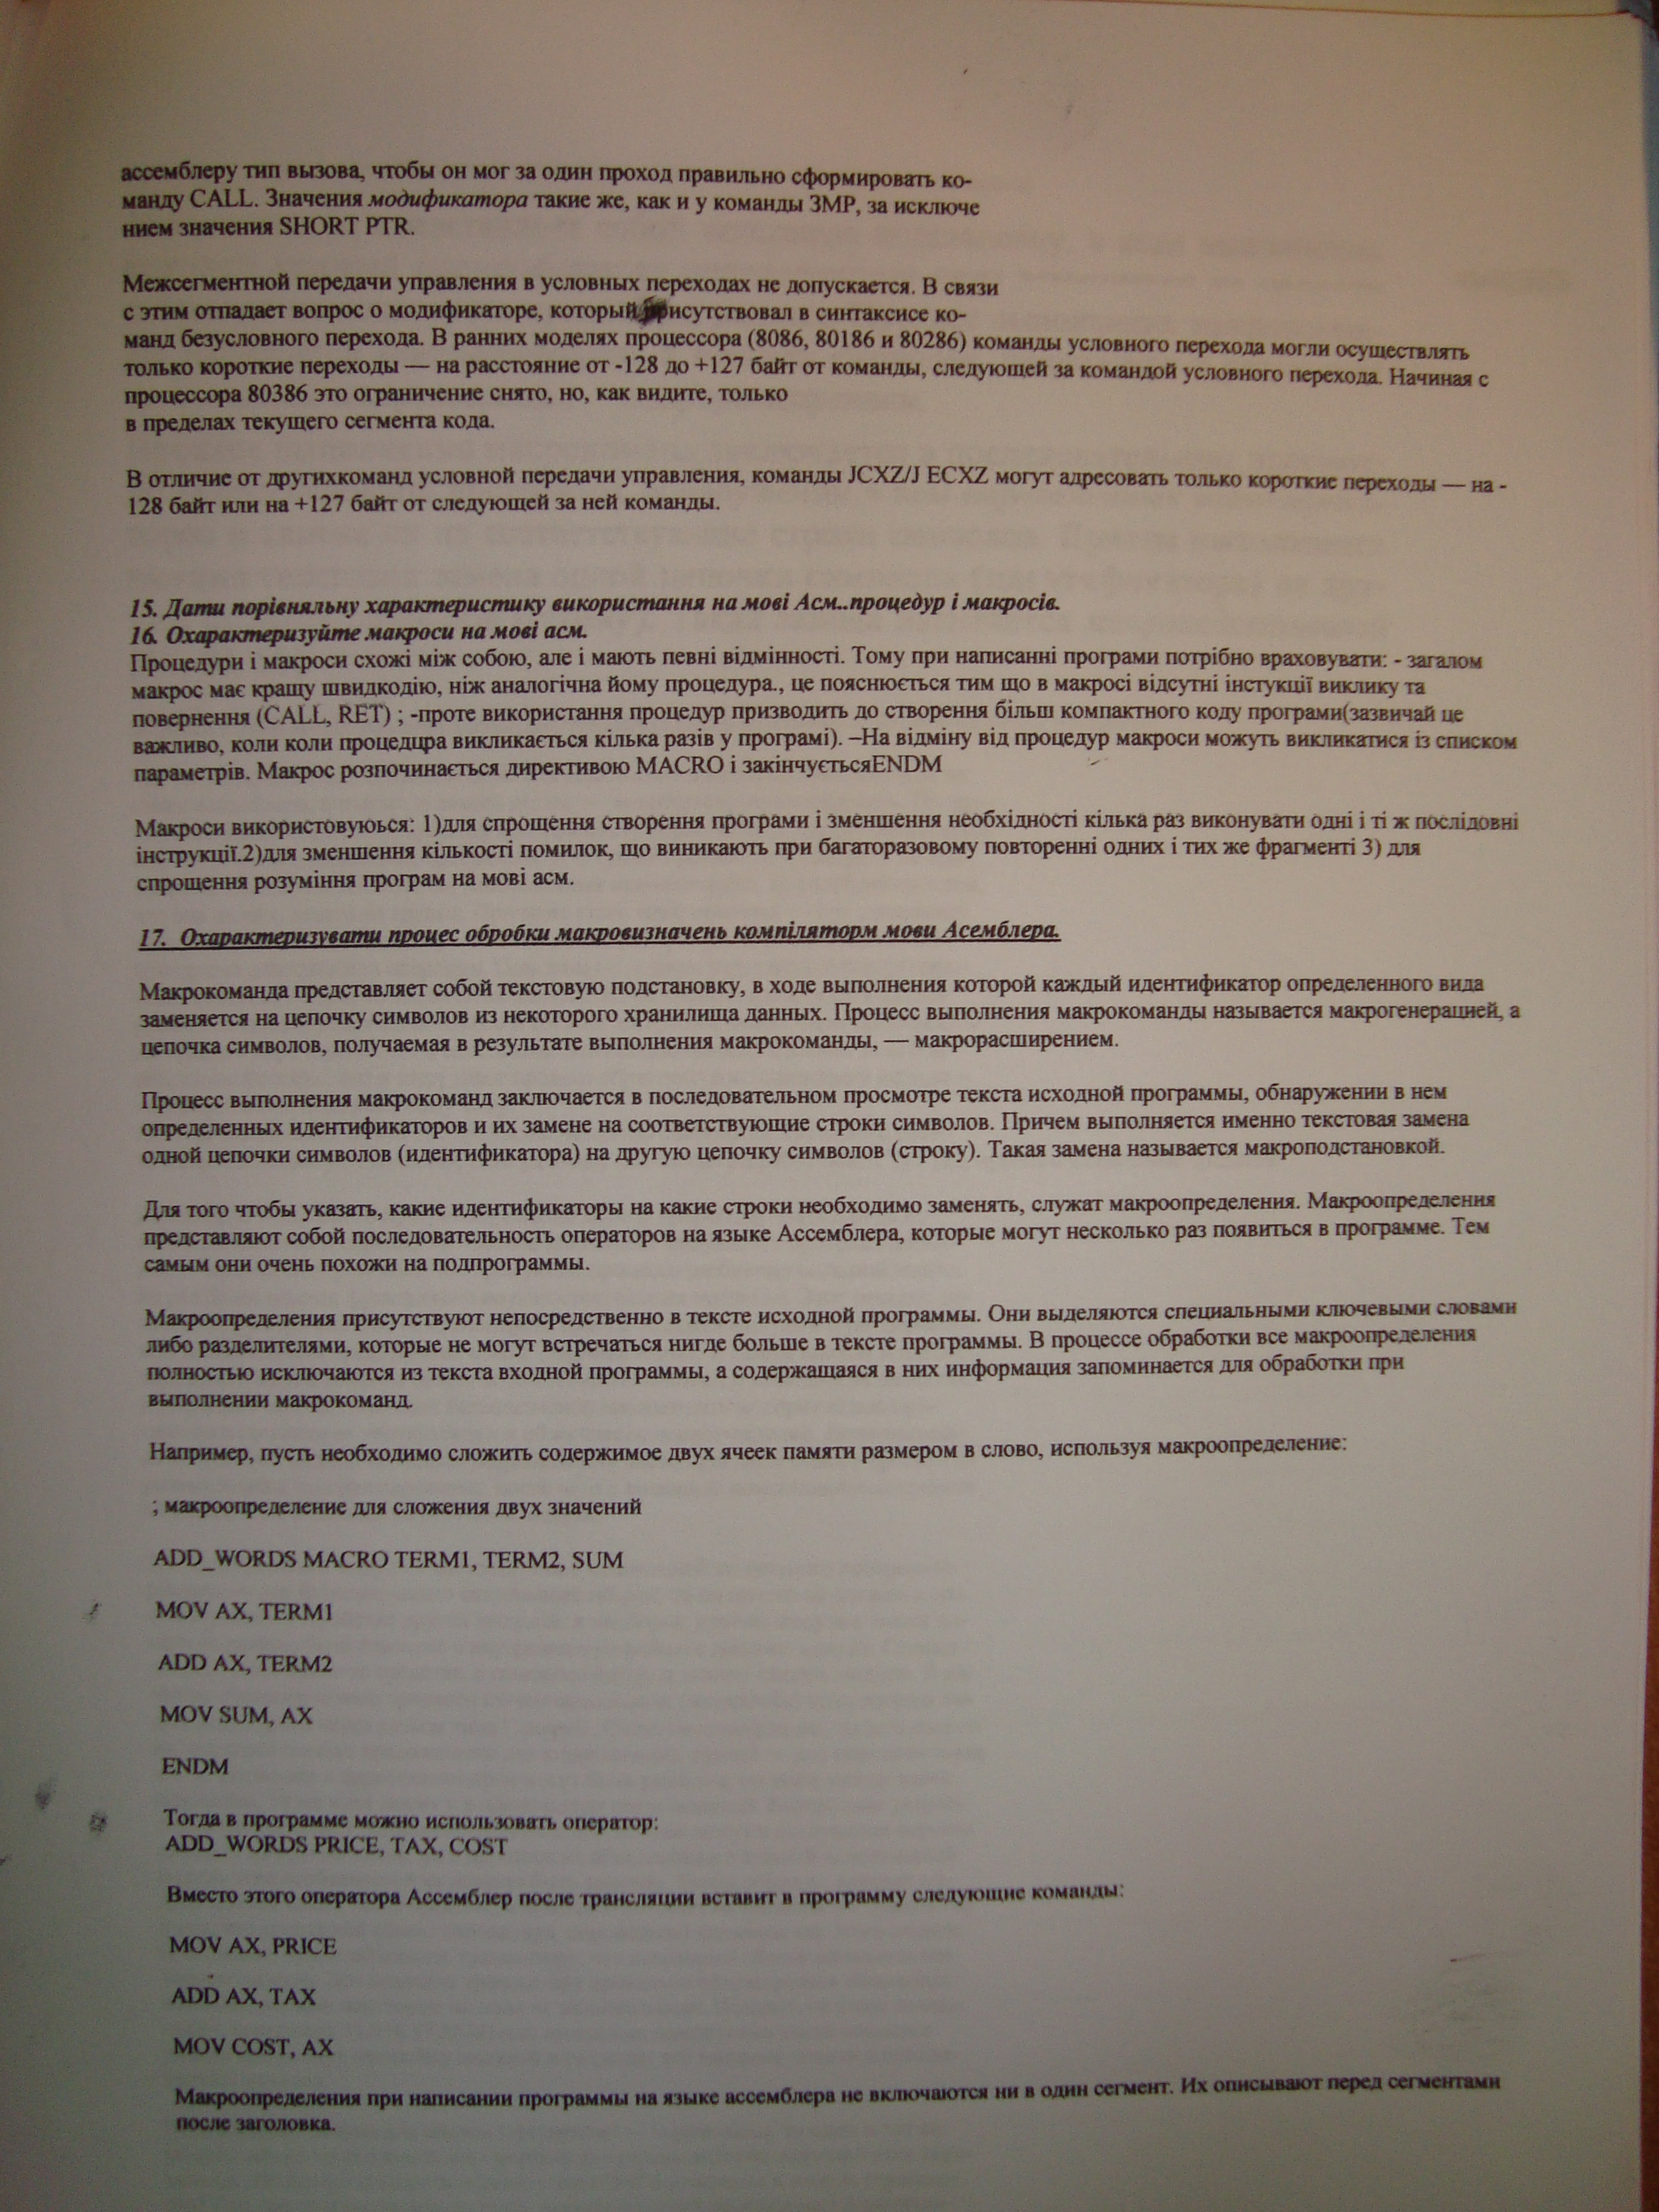 ассемблеру тип вызова, чтобы он мог за один проход правильно сформировать ко-
манду CALL. Значения модификатора такие же, как и у команды ЗМР, за исключе
нием значения SHORT PTR.
Межсегментной передачи управления в условных переходах не допускается. В связи
с этим отпадает вопрос о модификаторе, который присутствовал в синтаксисе ко-
манд безусловного перехода. В ранних моделях процессора (8086, 80186 и 80286) команды условного перехода могли осуществлять
только короткие переходы — на расстояние от -128 до +127 байт от команды, следующей за командой условного перехода. Начиная с
процессора 80386 это ограничение снято, но, как видите, только
в пределах текущего сегмента кода.
В отличие от другихкоманд условной передачи управления, команды JCXZ/J ECXZ могут адресовать только короткие переходы — на -
128 байт или на +127 байт от следующей за ней команды.
15. Дати порівняльну характеристику використання на мові Асм..процедур і макросів.
16. Охарактеризуйте макроси на мові асм.
Процедури і макроси схожі між собою, але і мають певні відмінності. Тому при написанні програми потрібно враховувати: - загалом
макрос має кращу швидкодію, ніж аналогічна йому процедура., це пояснюється тим що в макросі відсутні інстукції виклику та
повернення (CALL, RET) ; -проте використання процедур призводить до створення більш компактного коду програми(зазвичай це
важливо, коли коли процедцра викликається кілька разів у програмі). –На відміну від процедур макроси можуть викликатися із списком
параметрів. Макрос розпочинається директивою MACRO і закінчуєтьсяENDM
Макроси використовуюься: 1)для спрощення створення програми і зменшення необхідності кілька раз виконувати одні і ті ж послідовні
інструкції.2)для зменшення кількості помилок, що виникають при багаторазовому повторенні одних і тих же фрагменті 3) для
спрощення розуміння програм на мові асм.
17. Охарактеризувати процес обробки макровизначень компіляторм мови Асемблера.
Макрокоманда представляет собой текстовую подстановку, в ходе выполнения которой каждый идентификатор определенного вида
заменяется на цепочку символов из некоторого хранилища данных. Процесс выполнения макрокоманды называется макрогенерацией, а
цепочка символов, получаемая в результате выполнения макрокоманды, — макрорасширением.
Процесс выполнения макрокоманд заключается в последовательном просмотре текста исходной программы, обнаружении в нем
определенных идентификаторов и их замене на соответствующие строки символов. Причем выполняется именно текстовая замена
одной цепочки символов (идентификатора) на другую цепочку символов (строку). Такая замена называется макроподстановкой.
Для того чтобы указать, какие идентификаторы на какие строки необходимо заменять, служат макроопределения. Макроопределения
представляют собой последовательность операторов на языке Ассемблера, которые могут несколько раз появиться в программе. Тем
самым они очень похожи на подпрограммы.
Макроопределения присутствуют непосредственно в тексте исходной программы. Они выделяются специальными ключевыми словами
либо разделителями, которые не могут встречаться нигде больше в тексте программы. В процессе обработки все макроопределения
полностью исключаются из текста входной программы, а содержащаяся в них информация запоминается для обработки при
выполнении макрокоманд.
Например, пусть необходимо сложить содержимое двух ячеек памяти размером в слово, используя макроопределение:
; макроопределение для сложения двух значений
ADD_WORDS MACRO TERM1, TERM2, SUM
MOV AX, TERM1
ADD AX, TERM2
MOV SUM, AX
ENDM
Тогда в программе можно использовать оператор:
ADD_WORDS PRICE, TAX, COST
Вместо этого оператора Ассемблер после трансляции вставит в программу следующие команды:
MOV AX, PRICE
ADD AX, TAX
MOV COST, AX
Макроопределения при написании программы на языке ассемблера не включаются ни в один сегмент. Их описывают перед сегментами
после заголовка.